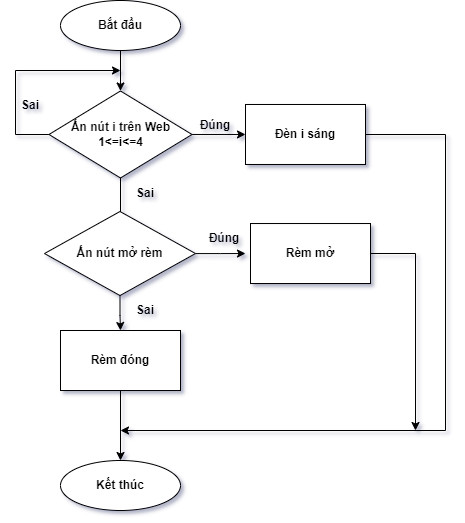 Bắt đầu
Sai
Ấn nút i trên Web
1<=i<=4
Đúng
Đèn i sáng
Sai
Ấn nút mở rèm
Đúng
Rèm mở
Sai
Rèm đóng
Kết thúc